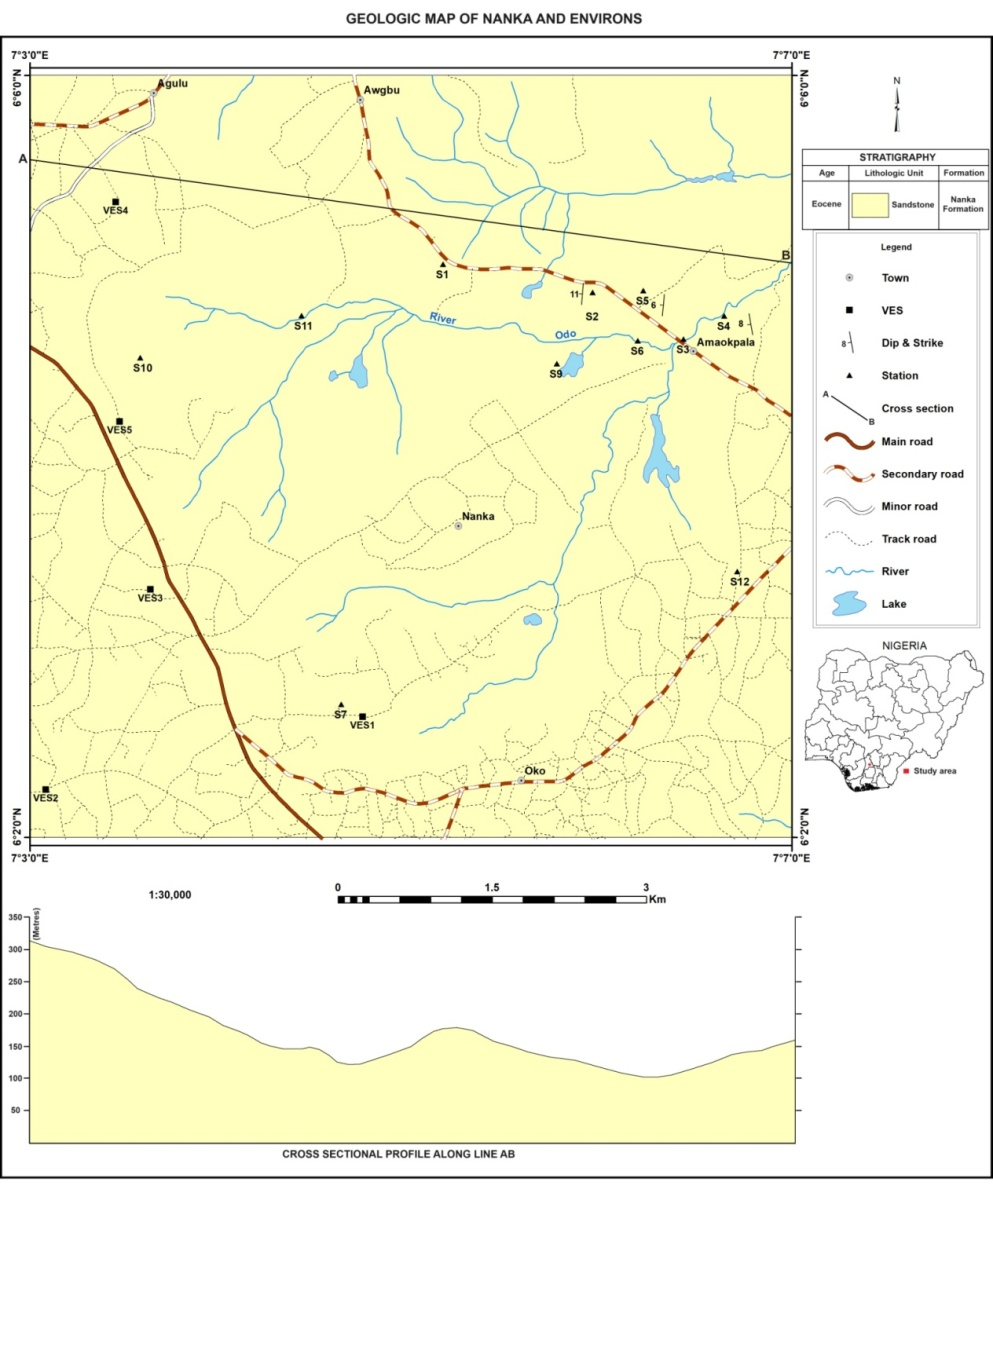 GEOLOGIC MAP OF NANKA AND ENVIRONS
7°3'0"E
7°7'0"E
6°6'0"N
6°6'0"N
Agulu
Awgbu
A
VES4
B
S1
11
S2
S5
6
S4
8
River
Odo
S11
S6
S3
Amaokpala
S10
S9
VES5
Nanka
VES3
S12
S7
VES1
Oko
VES2
6°2'0"N
6°2'0"N
7°3'0"E
7°7'0"E
N
STRATIGRAPHY
Age Lithologic Unit Formation
Eocene Sandstone Nanka Formation
Legend
Town
VES
8 Dip & Strike
Station
A B Cross section
Main road
Secondary road
Minor road
Track road
River
Lake
NIGERIA
Study area
1:30,000
0 1.5 3
Km
(Metres)
350
300
250
200
150
100
50
CROSS SECTIONAL PROFILE ALONG LINE AB